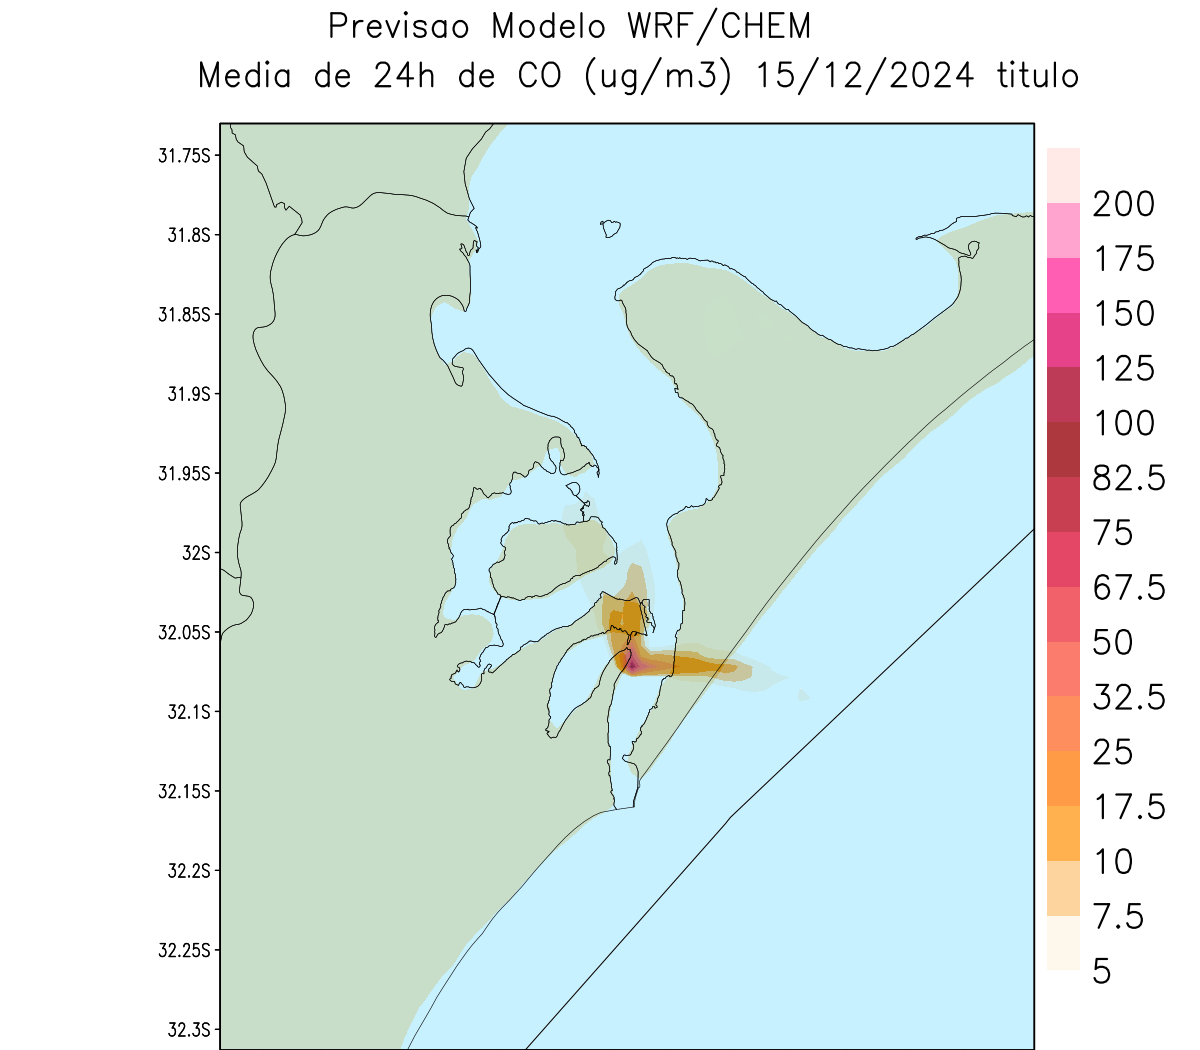 Previsao Modelo WRF/CHEM
Media de 24h de CO (ug/m3) 15/12/2024 titulo
31.75S
31.8S
31.85S
31.9S
31.95S
32S
32.05S
32.1S
32.15S
32.2S
32.25S
32.3S
200
175
150
125
100
82.5
75
67.5
50
32.5
25
17.5
10
7.5
5